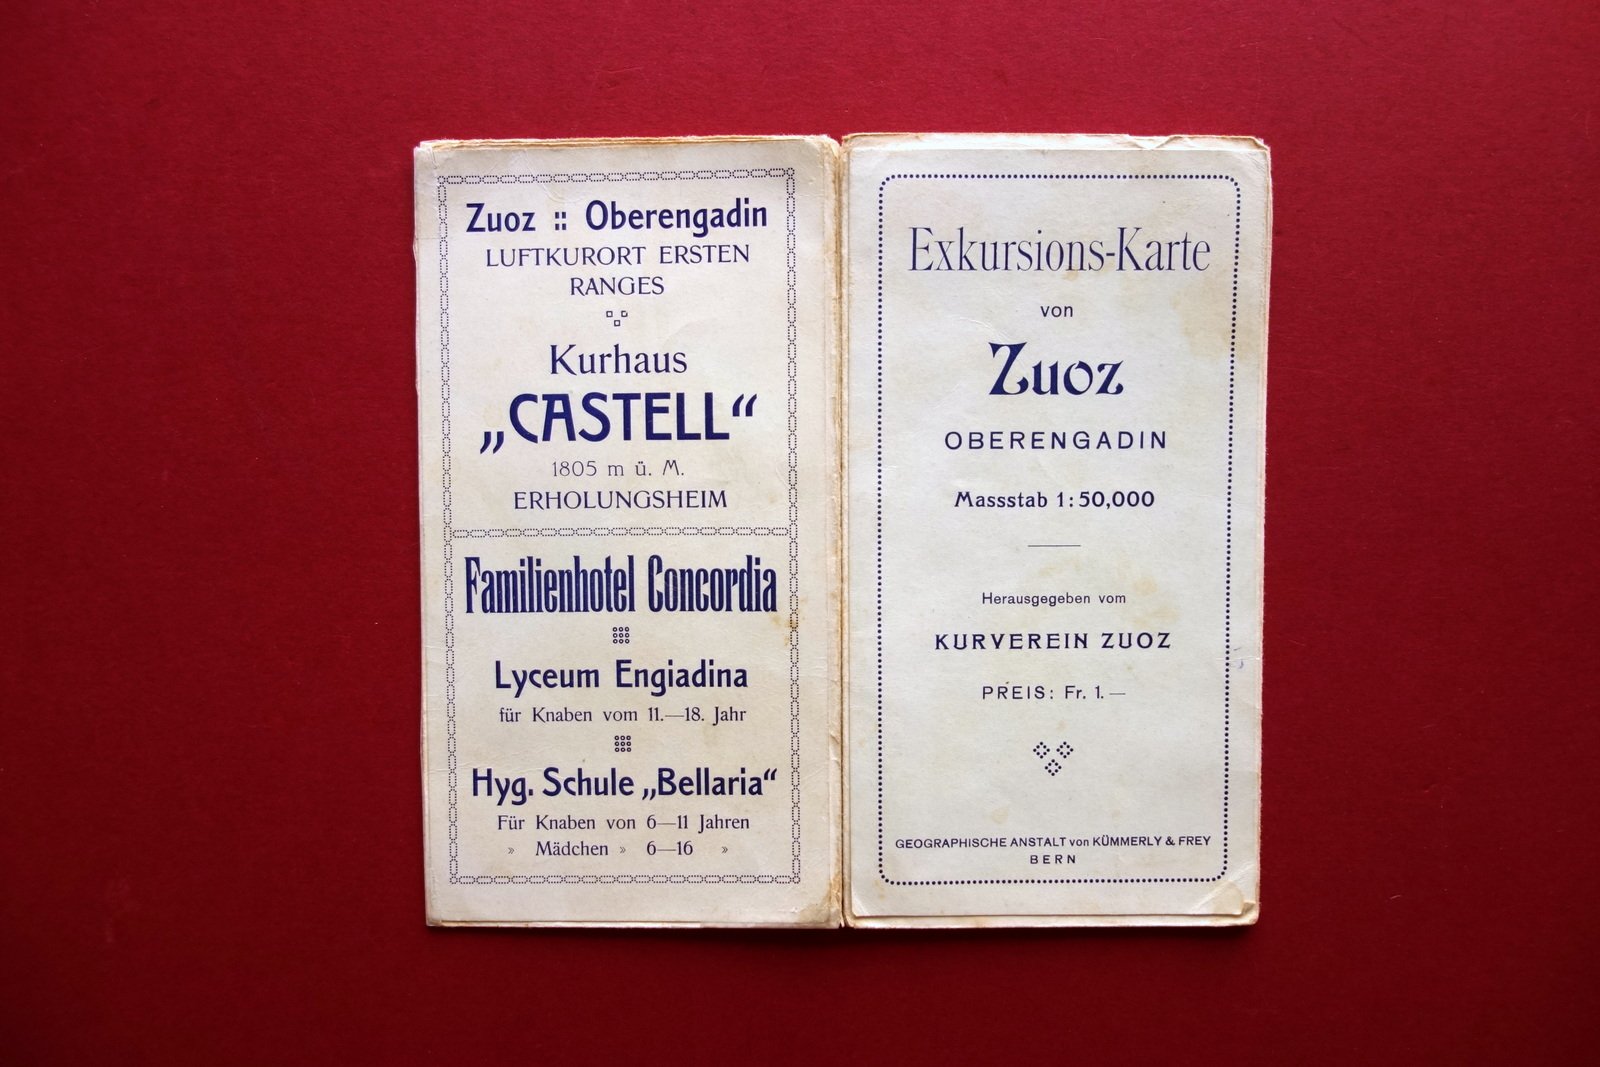 Zuoz :: Oberengadin
LUFTKURORT ERSTEN
RANGES
Kurhaus
„CASTELL“
1805 m ü. M.
ERHOLUNGSHEIM
Familienhotel Concordia
Lyceum Engiadina
für Knaben vom 11.—18. Jahr
Hyg. Schule „Bellaria“
Für Knaben von 6—11 Jahren
» Mädchen » 6—16 »
Exkursions-Karte
von
Zuoz
OBERENGADIN
Massstab 1:50,000
Herausgegeben vom
KURVEREIN ZUOZ
PREIS: Fr. 1.—
GEOGRAPHISCHE ANSTALT von KÜMMERLY & FREY
BERN